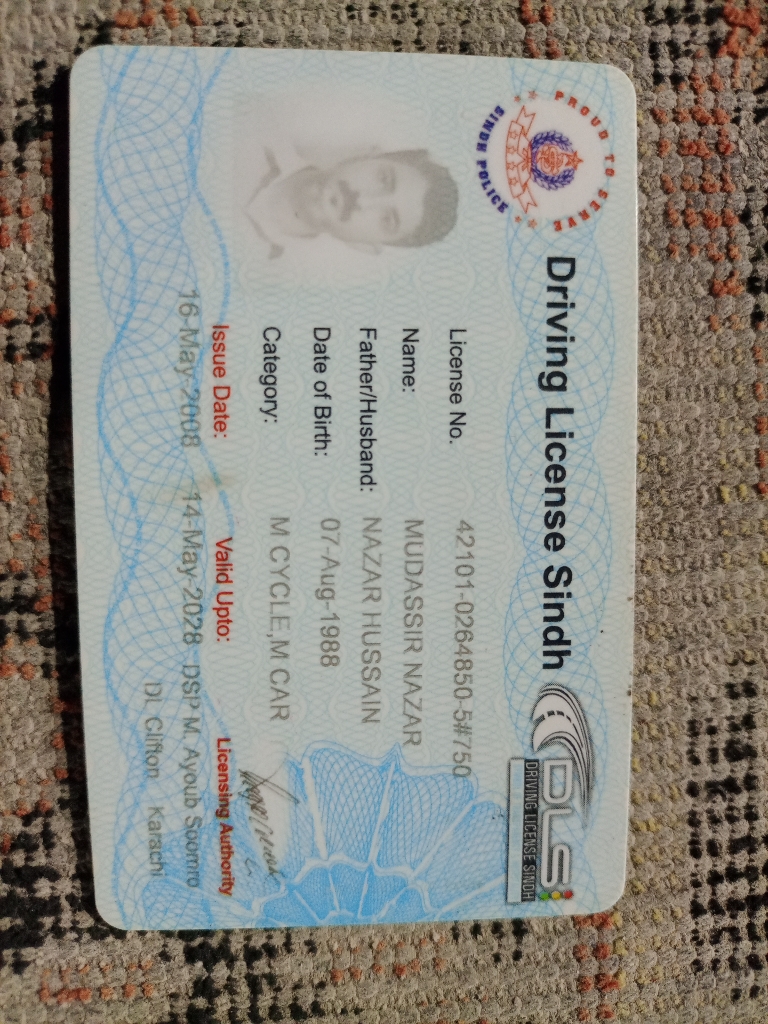 PROUD TO SERVE
SINDH POLICE
Driving License Sindh
DLS
DRIVING LICENSE SINDH
License No. 42101-0264850-5#750
Name: MUDASSIR NAZAR
Father/Husband: NAZAR HUSSAIN
Date of Birth: 07-Aug-1988
Category: M CYCLE,M CAR
Issue Date: Valid Upto: Licensing Authority
16-May-2008 14-May-2028 DSP M. Ayoub Soomro
DL Clifton Karachi